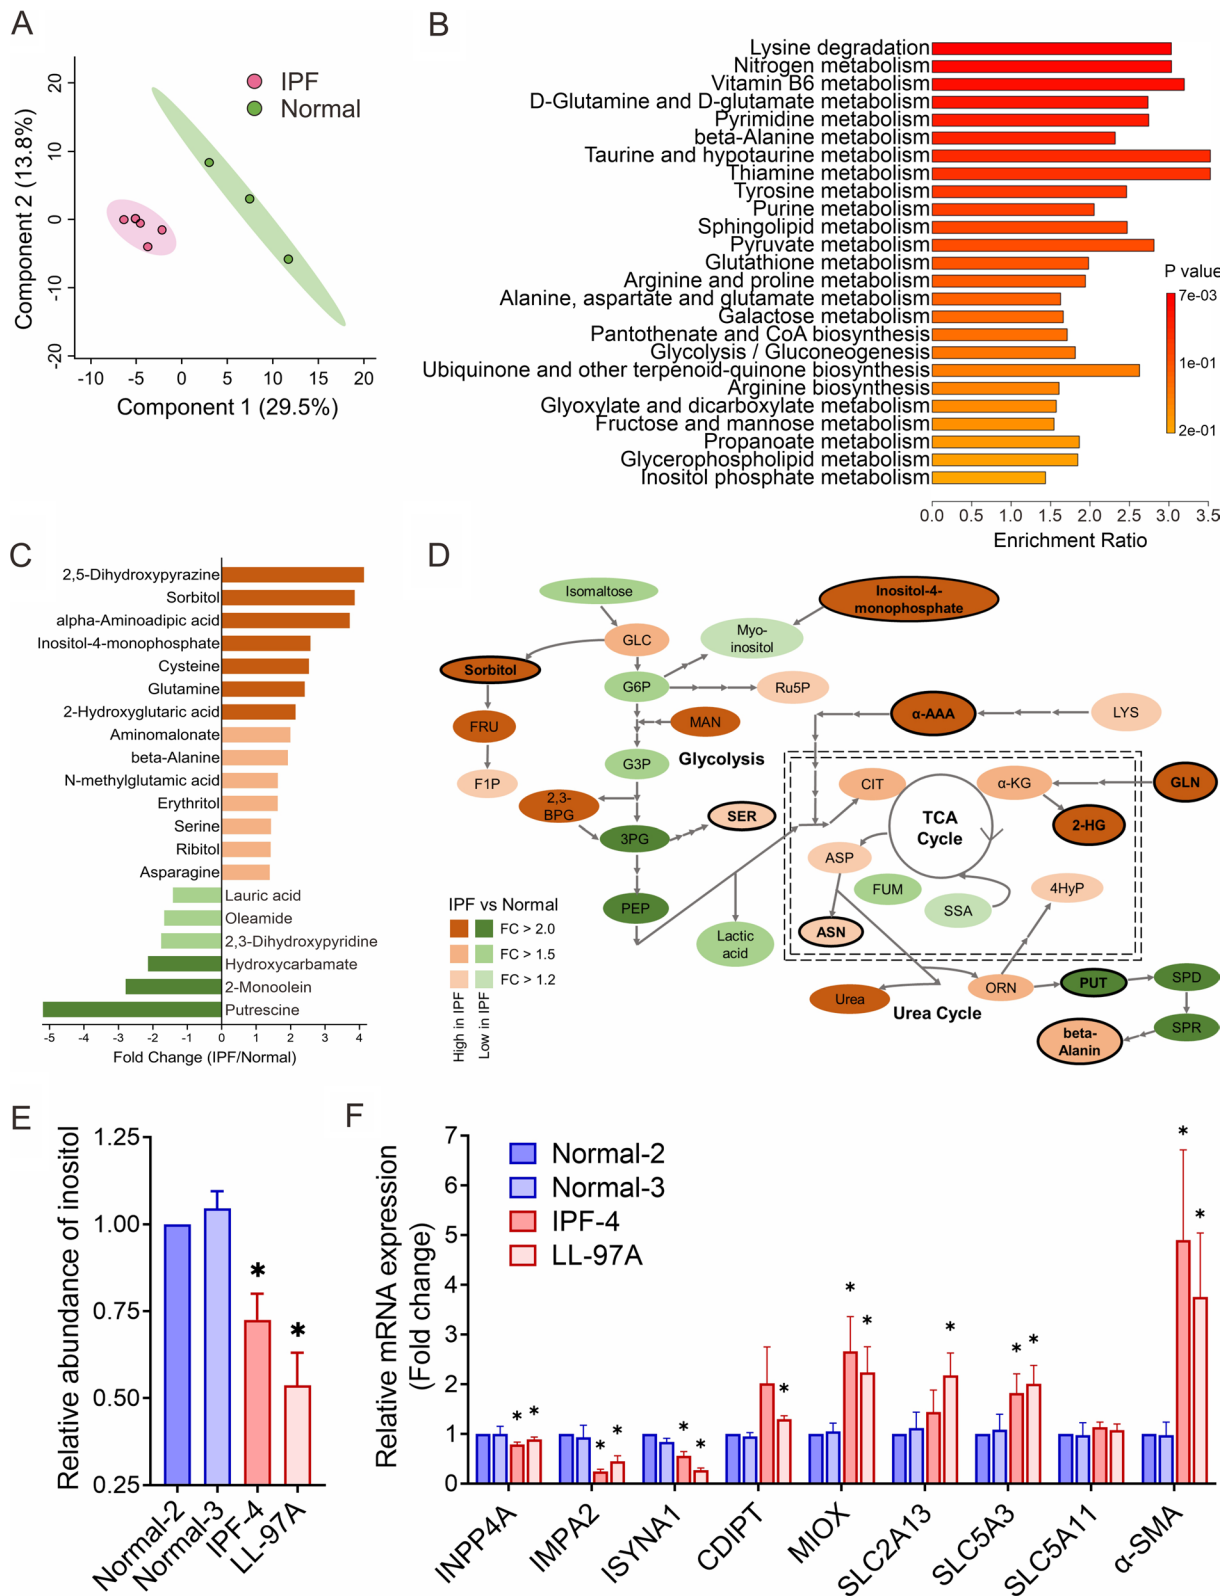 A
IPF
Normal
20
10
0
-10
-20
Component 2 (13.8%)
-10 -5 0 5 10 15 20
Component 1 (29.5%)
B
Lysine degradation
Nitrogen metabolism
Vitamin B6 metabolism
D-Glutamine and D-glutamate metabolism
Pyrimidine metabolism
beta-Alanine metabolism
Taurine and hypotaurine metabolism
Thiamine metabolism
Tyrosine metabolism
Purine metabolism
Sphingolipid metabolism
Pyruvate metabolism
Glutathione metabolism
Arginine and proline metabolism
Alanine, aspartate and glutamate metabolism
Galactose metabolism
Pantothenate and CoA biosynthesis
Glycolysis / Gluconeogenesis
Ubiquinone and other terpenoid-quinone biosynthesis
Arginine biosynthesis
Glyoxylate and dicarboxylate metabolism
Fructose and mannose metabolism
Propanoate metabolism
Glycerophospholipid metabolism
Inositol phosphate metabolism
0.0 0.5 1.0 1.5 2.0 2.5 3.0 3.5
Enrichment Ratio
P value
7e-03
1e-01
2e-01
C
2,5-Dihydroxypyrazine
Sorbitol
alpha-Aminoadipic acid
Inositol-4-monophosphate
Cysteine
Glutamine
2-Hydroxyglutaric acid
Aminomalonate
beta-Alanine
N-methylglutamic acid
Erythritol
Serine
Ribitol
Asparagine
Lauric acid
Oleamide
2,3-Dihydroxypyridine
Hydroxycarbamate
2-Monoolein
Putrescine
-5 -4 -3 -2 -1 0 1 2 3 4
Fold Change (IPF/Normal)
D
Isomaltose
Inositol-4-
monophosphate
GLC
Myo-
inositol
Sorbitol
G6P
Ru5P
FRU
MAN
α-AAA
LYS
G3P
Glycolysis
F1P
CIT
α-KG
GLN
2,3-
BPG
SER
TCA
Cycle
2-HG
3PG
ASP
FUM
4HyP
PEP
SSA
ASN
Lactic
acid
IPF vs Normal
FC > 2.0
FC > 1.5
FC > 1.2
High in IPF
Low in IPF
Urea
ORN
PUT
SPD
Urea Cycle
SPR
beta-
Alanin
E
1.25
1.00
0.75
0.50
0.25
Relative abundance of inositol
*
*
Normal-2
Normal-3
IPF-4
LL-97A
F
7
6
5
4
3
2
1
0
Relative mRNA expression
(Fold change)
Normal-2
Normal-3
IPF-4
LL-97A
* * * * * * * * * * * * * *
INPP4A
IMPA2
ISYNA1
CDIPT
MIOX
SLC2A13
SLC5A3
SLC5A11
α-SMA